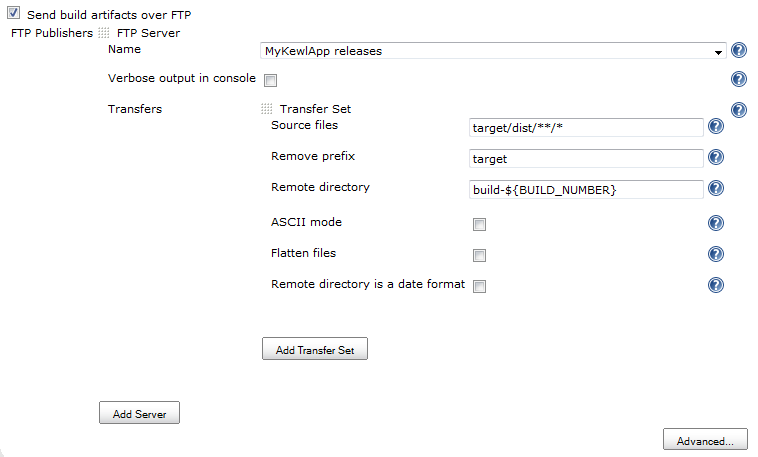 Send build artifacts over FTP
FTP Publishers FTP Server
Name MyKewlApp releases
Verbose output in console
Transfers Transfer Set
Source files target/dist/**/*
Remove prefix target
Remote directory build-${BUILD_NUMBER}
ASCII mode
Flatten files
Remote directory is a date format
Add Transfer Set
Add Server
Advanced...